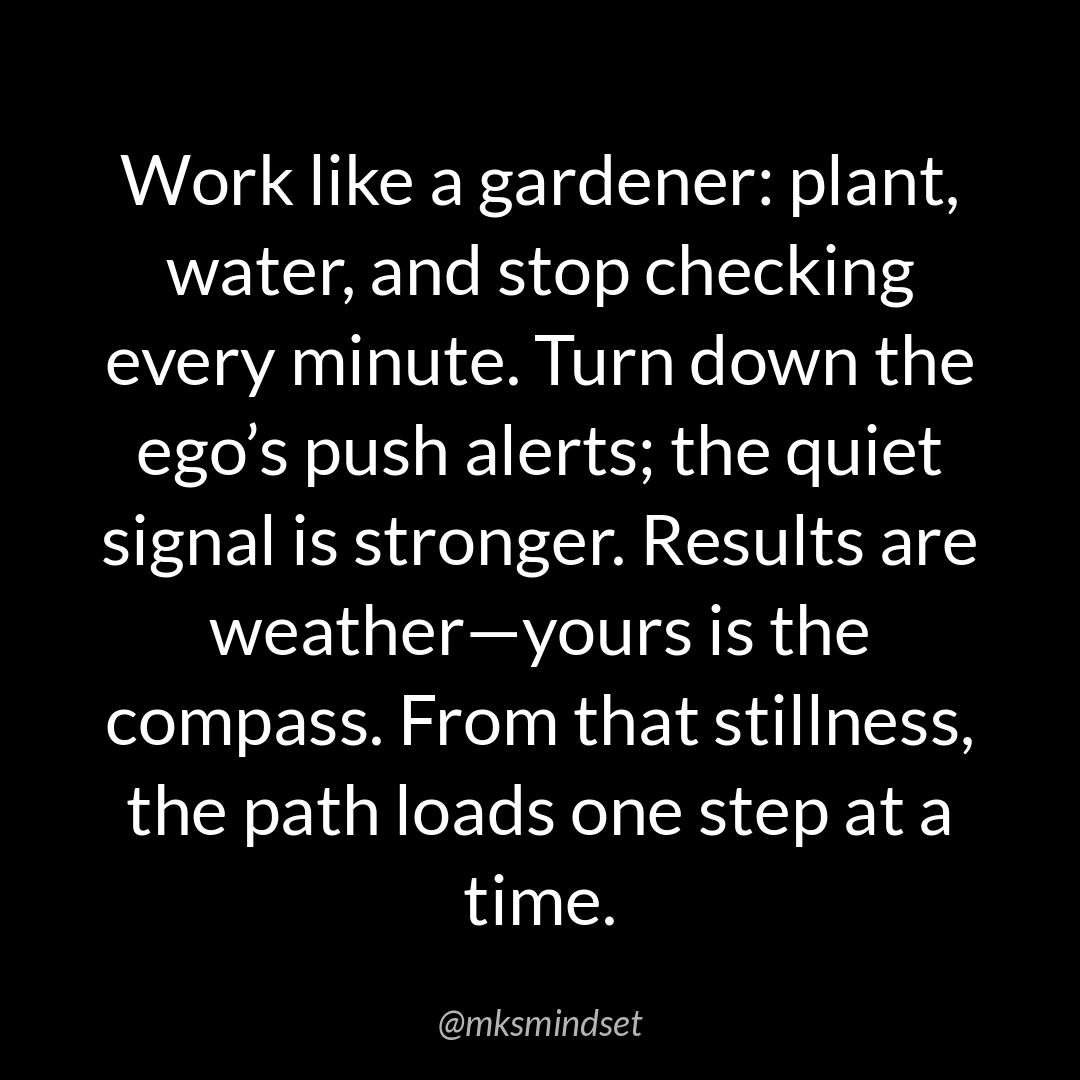 Work like a gardener: plant,
water, and stop checking
every minute. Turn down the
ego’s push alerts; the quiet
signal is stronger. Results are
weather—yours is the
compass. From that stillness,
the path loads one step at a
time.
@mksmindset